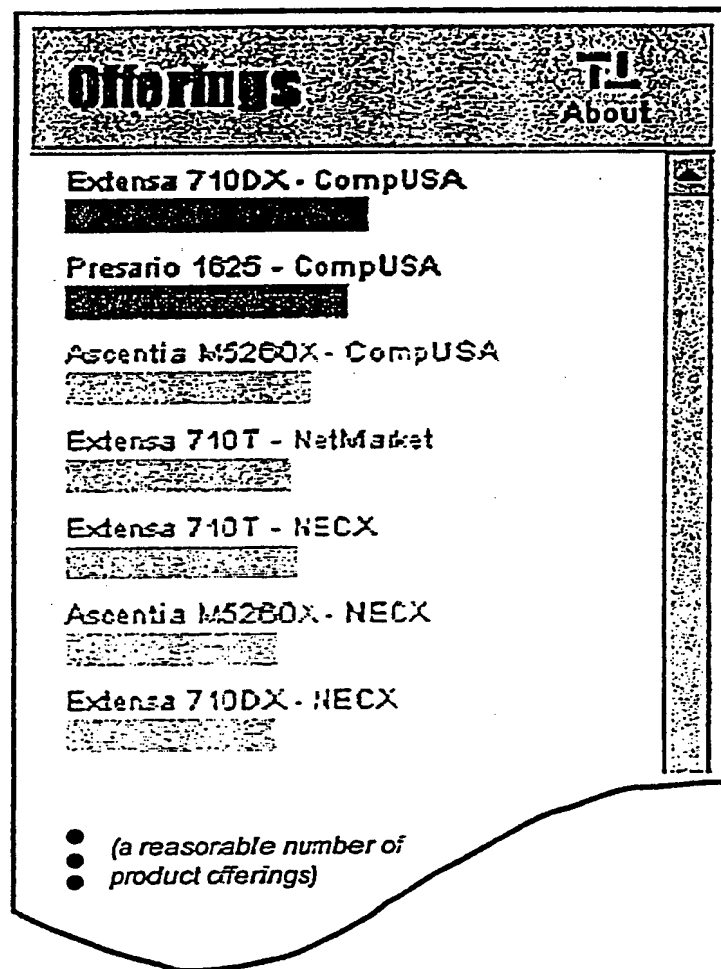 Offerings
About
Extensa 710DX - CompUSA
Presario 1625 - CompUSA
Ascentia M5260X - CompUSA
Extensa 710T - NetMarket
Extensa 710T - NECX
Ascentia M5260X - NECX
Extensa 710DX - NECX
(a reasonable number of
product offerings)